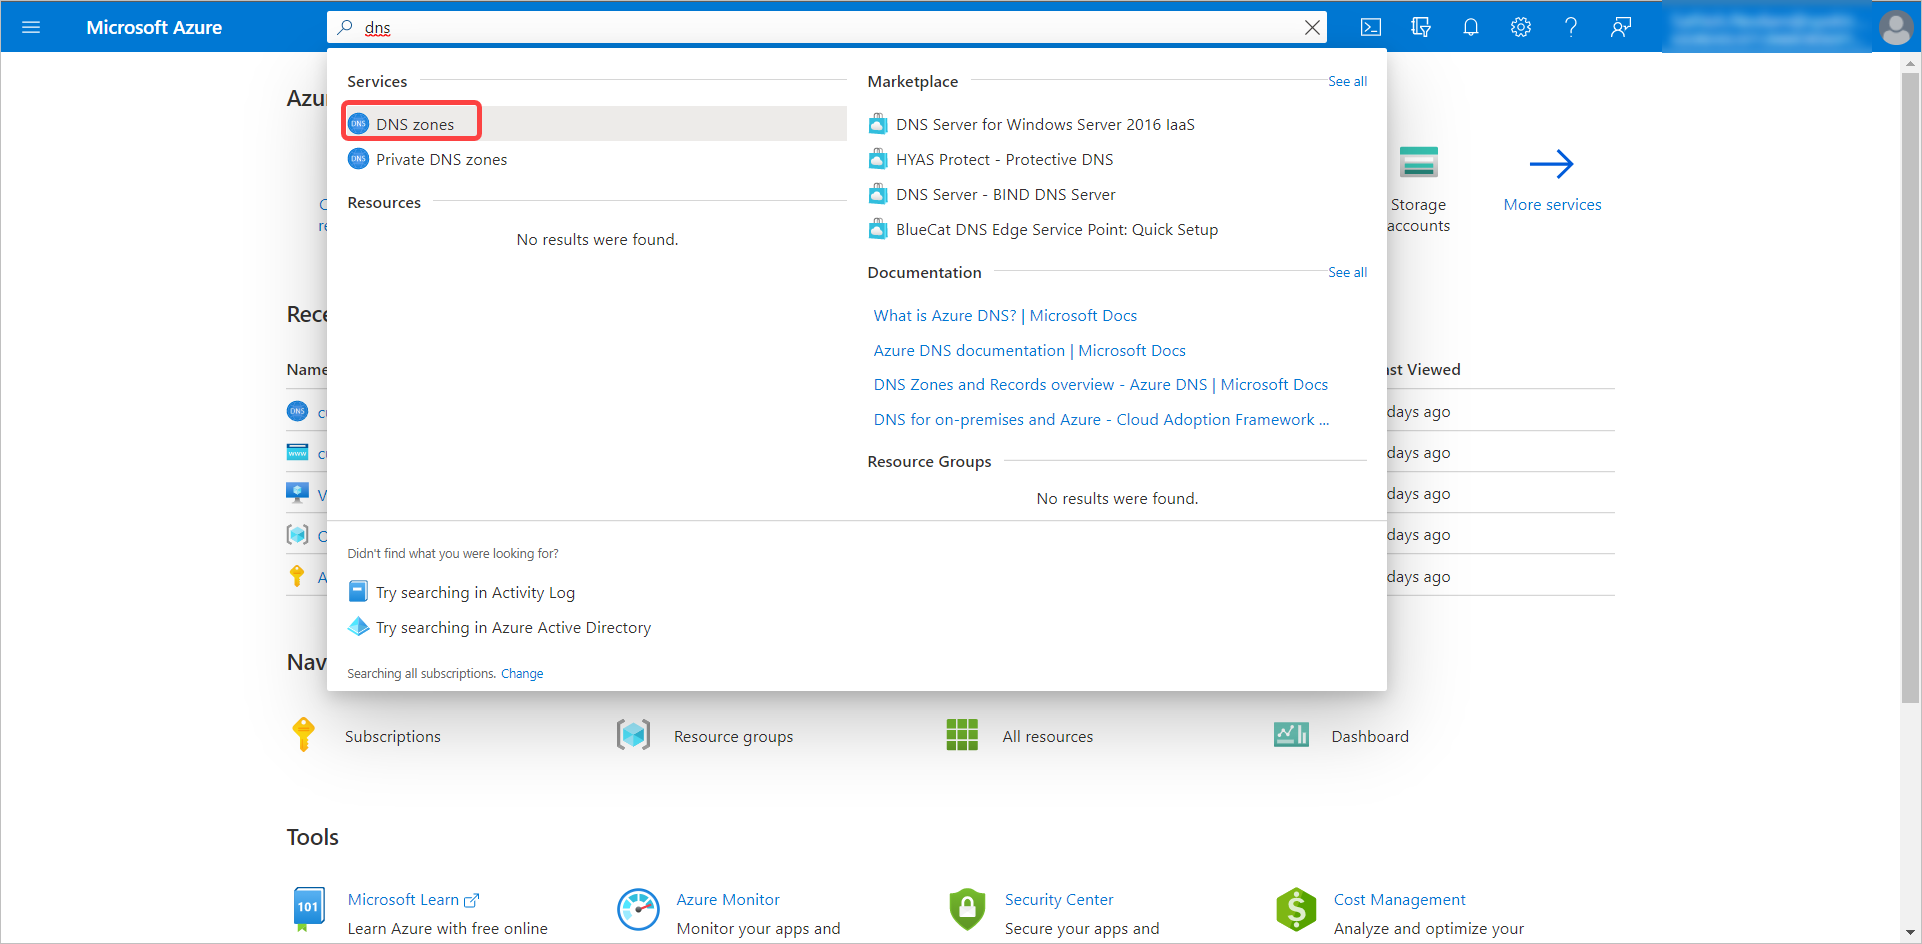 Microsoft Azure
dns
Services
DNS zones
Private DNS zones
Resources
No results were found.
Marketplace
See all
DNS Server for Windows Server 2016 IaaS
HYAS Protect - Protective DNS
DNS Server - BIND DNS Server
BlueCat DNS Edge Service Point: Quick Setup
Documentation
See all
What is Azure DNS? | Microsoft Docs
Azure DNS documentation | Microsoft Docs
DNS Zones and Records overview - Azure DNS | Microsoft Docs
DNS for on-premises and Azure - Cloud Adoption Framework ...
Resource Groups
No results were found.
Didn't find what you were looking for?
Try searching in Activity Log
Try searching in Azure Active Directory
Searching all subscriptions. Change
Storage
accounts
More services
Name
Viewed
days ago
days ago
days ago
days ago
days ago
Subscriptions
Resource groups
All resources
Dashboard
Tools
Microsoft Learn
Learn Azure with free online
Azure Monitor
Monitor your apps and
Security Center
Secure your apps and
Cost Management
Analyze and optimize your